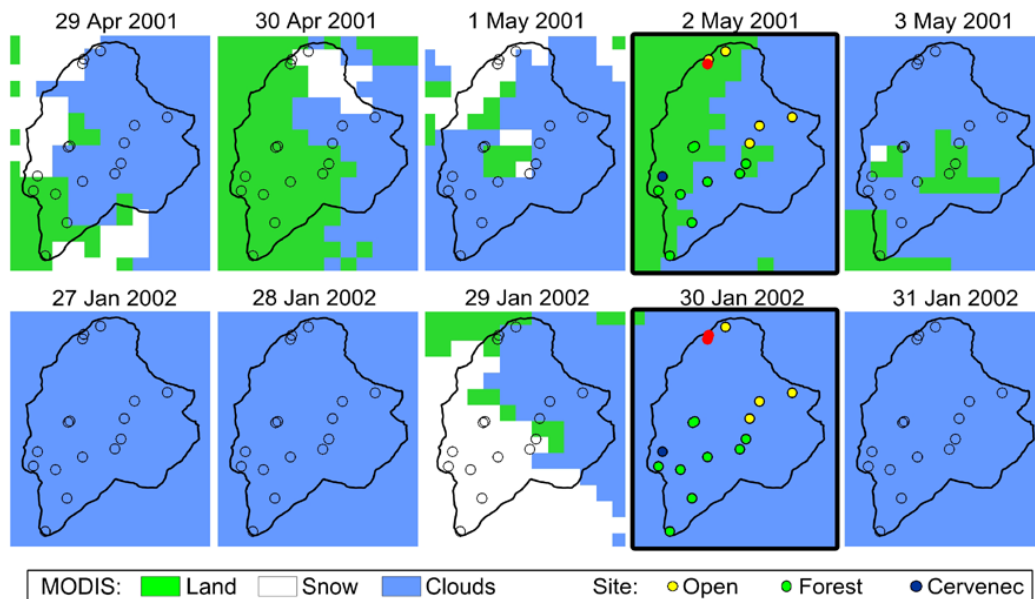 29 Apr 2001 30 Apr 2001 1 May 2001 2 May 2001 3 May 2001
27 Jan 2002 28 Jan 2002 29 Jan 2002 30 Jan 2002 31 Jan 2002
MODIS: Land Snow Clouds Site: Open Forest Cervenec